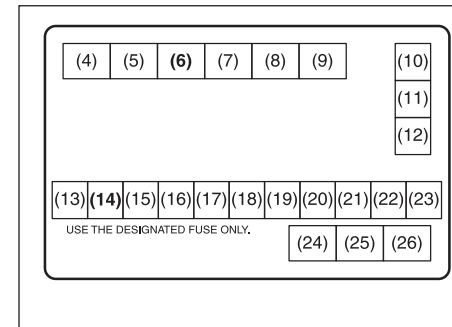 (4) (5) (6) (7) (8) (9) (10)
(11)
(12)
(13) (14) (15) (16) (17) (18) (19) (20) (21) (22) (23)
USE THE DESIGNATED FUSE ONLY.
(24) (25) (26)